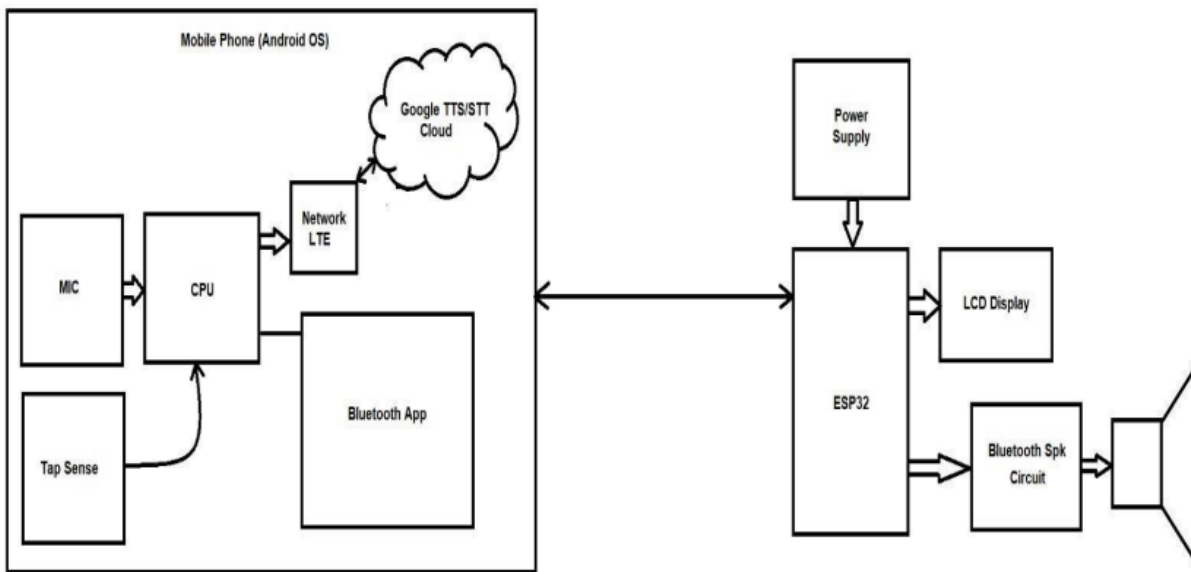 Mobile Phone (Android OS)
Google TTS/STT
Cloud
Network
LTE
MIC
CPU
Tap Sense
Bluetooth App
Power
Supply
ESP32
LCD Display
Bluetooth Spk
Circuit